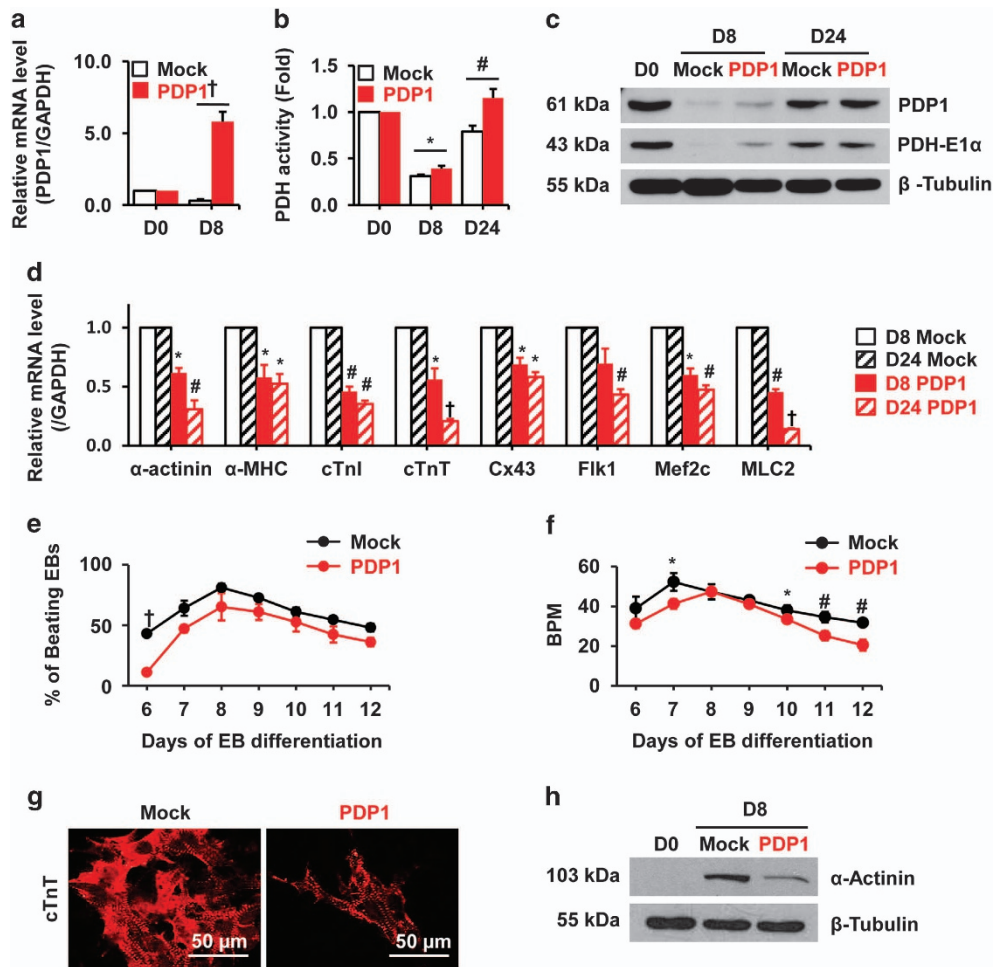 a
Relative mRNA level
(PDP1/GAPDH)
10.0
5.0
0.0
Mock
PDP1
†
D0 D8
b
PDH activity (Fold)
1.5
1.0
0.5
0.0
Mock
PDP1
*
#
D0 D8 D24
c
D8 D24
D0 Mock PDP1 Mock PDP1
61 kDa PDP1
43 kDa PDH-E1α
55 kDa β -Tubulin
d
Relative mRNA level
(/GAPDH)
1.0
0.5
0.0
* # * * # # * † * * # * # # †
α-actinin α-MHC cTnI cTnT Cx43 Flk1 Mef2c MLC2
D8 Mock
D24 Mock
D8 PDP1
D24 PDP1
e
% of Beating EBs
100
50
0
Mock
PDP1
†
6 7 8 9 10 11 12
Days of EB differentiation
f
BPM
60
40
20
0
Mock
PDP1
* * # #
6 7 8 9 10 11 12
Days of EB differentiation
g
Mock PDP1
cTnT
50 µm 50 µm
h
D8
D0 Mock PDP1
103 kDa α-Actinin
55 kDa β-Tubulin